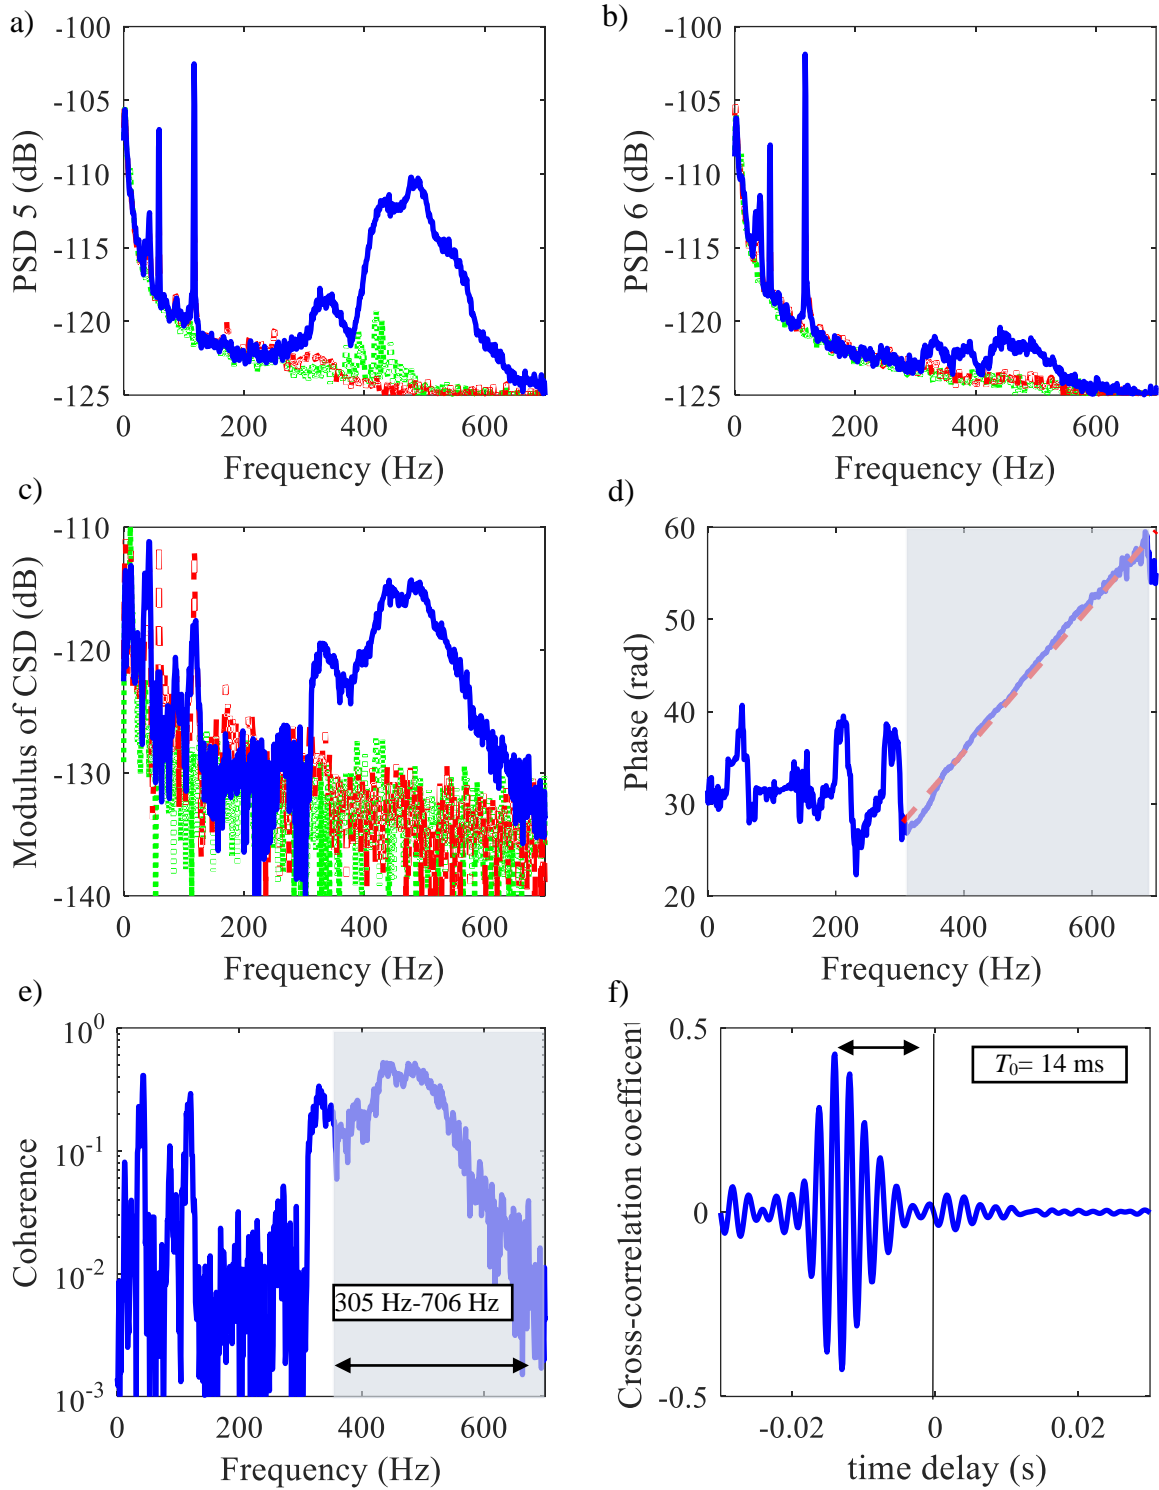 a)
-100
-105
-110
-115
-120
-125
PSD 5 (dB)
0 200 400 600
Frequency (Hz)
b)
-100
-105
-110
-115
-120
-125
PSD 6 (dB)
0 200 400 600
Frequency (Hz)
c)
-110
-120
-130
-140
Modulus of CSD (dB)
0 200 400 600
Frequency (Hz)
d)
60
50
40
30
20
Phase (rad)
0 200 400 600
Frequency (Hz)
e)
10⁰
10⁻¹
10⁻²
10⁻³
Coherence
305 Hz-706 Hz
0 200 400 600
Frequency (Hz)
f)
0.5
0
-0.5
Cross-correlation coefficent
T₀= 14 ms
-0.02 0 0.02
time delay (s)